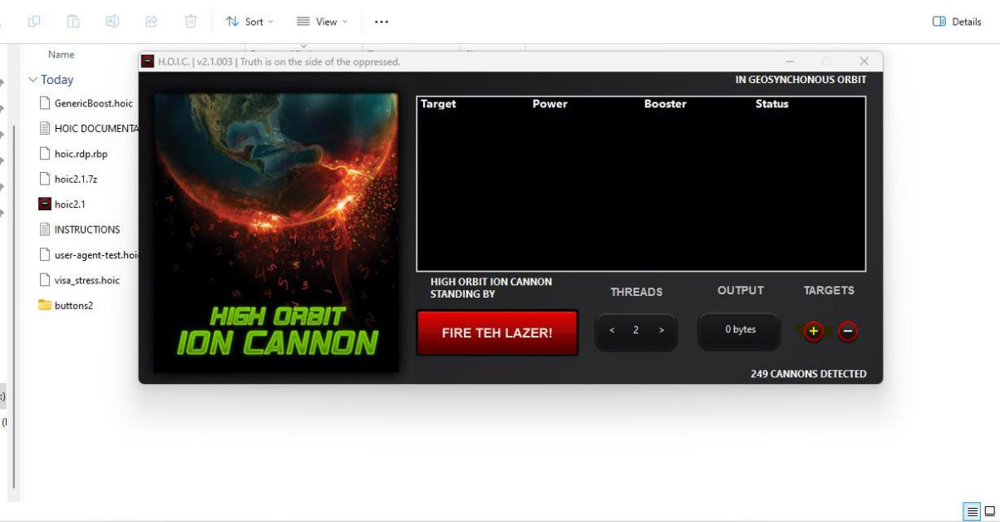 Sort
View
Details
Name
Today
GenericBoost.hoic
HOIC DOCUMENTA
hoic.rdp.rbp
hoic2.1.7z
hoic2.1
INSTRUCTIONS
user-agent-test.hoi
visa_stress.hoic
buttons2
H.O.I.C. | v2.1.003 | Truth is on the side of the oppressed.
IN GEOSYNCHONOUS ORBIT
Target Power Booster Status
HIGH ORBIT
ION CANNON
HIGH ORBIT ION CANNON
STANDING BY
THREADS
OUTPUT
TARGETS
FIRE TEH LAZER!
< 2 >
0 bytes
+ −
249 CANNONS DETECTED